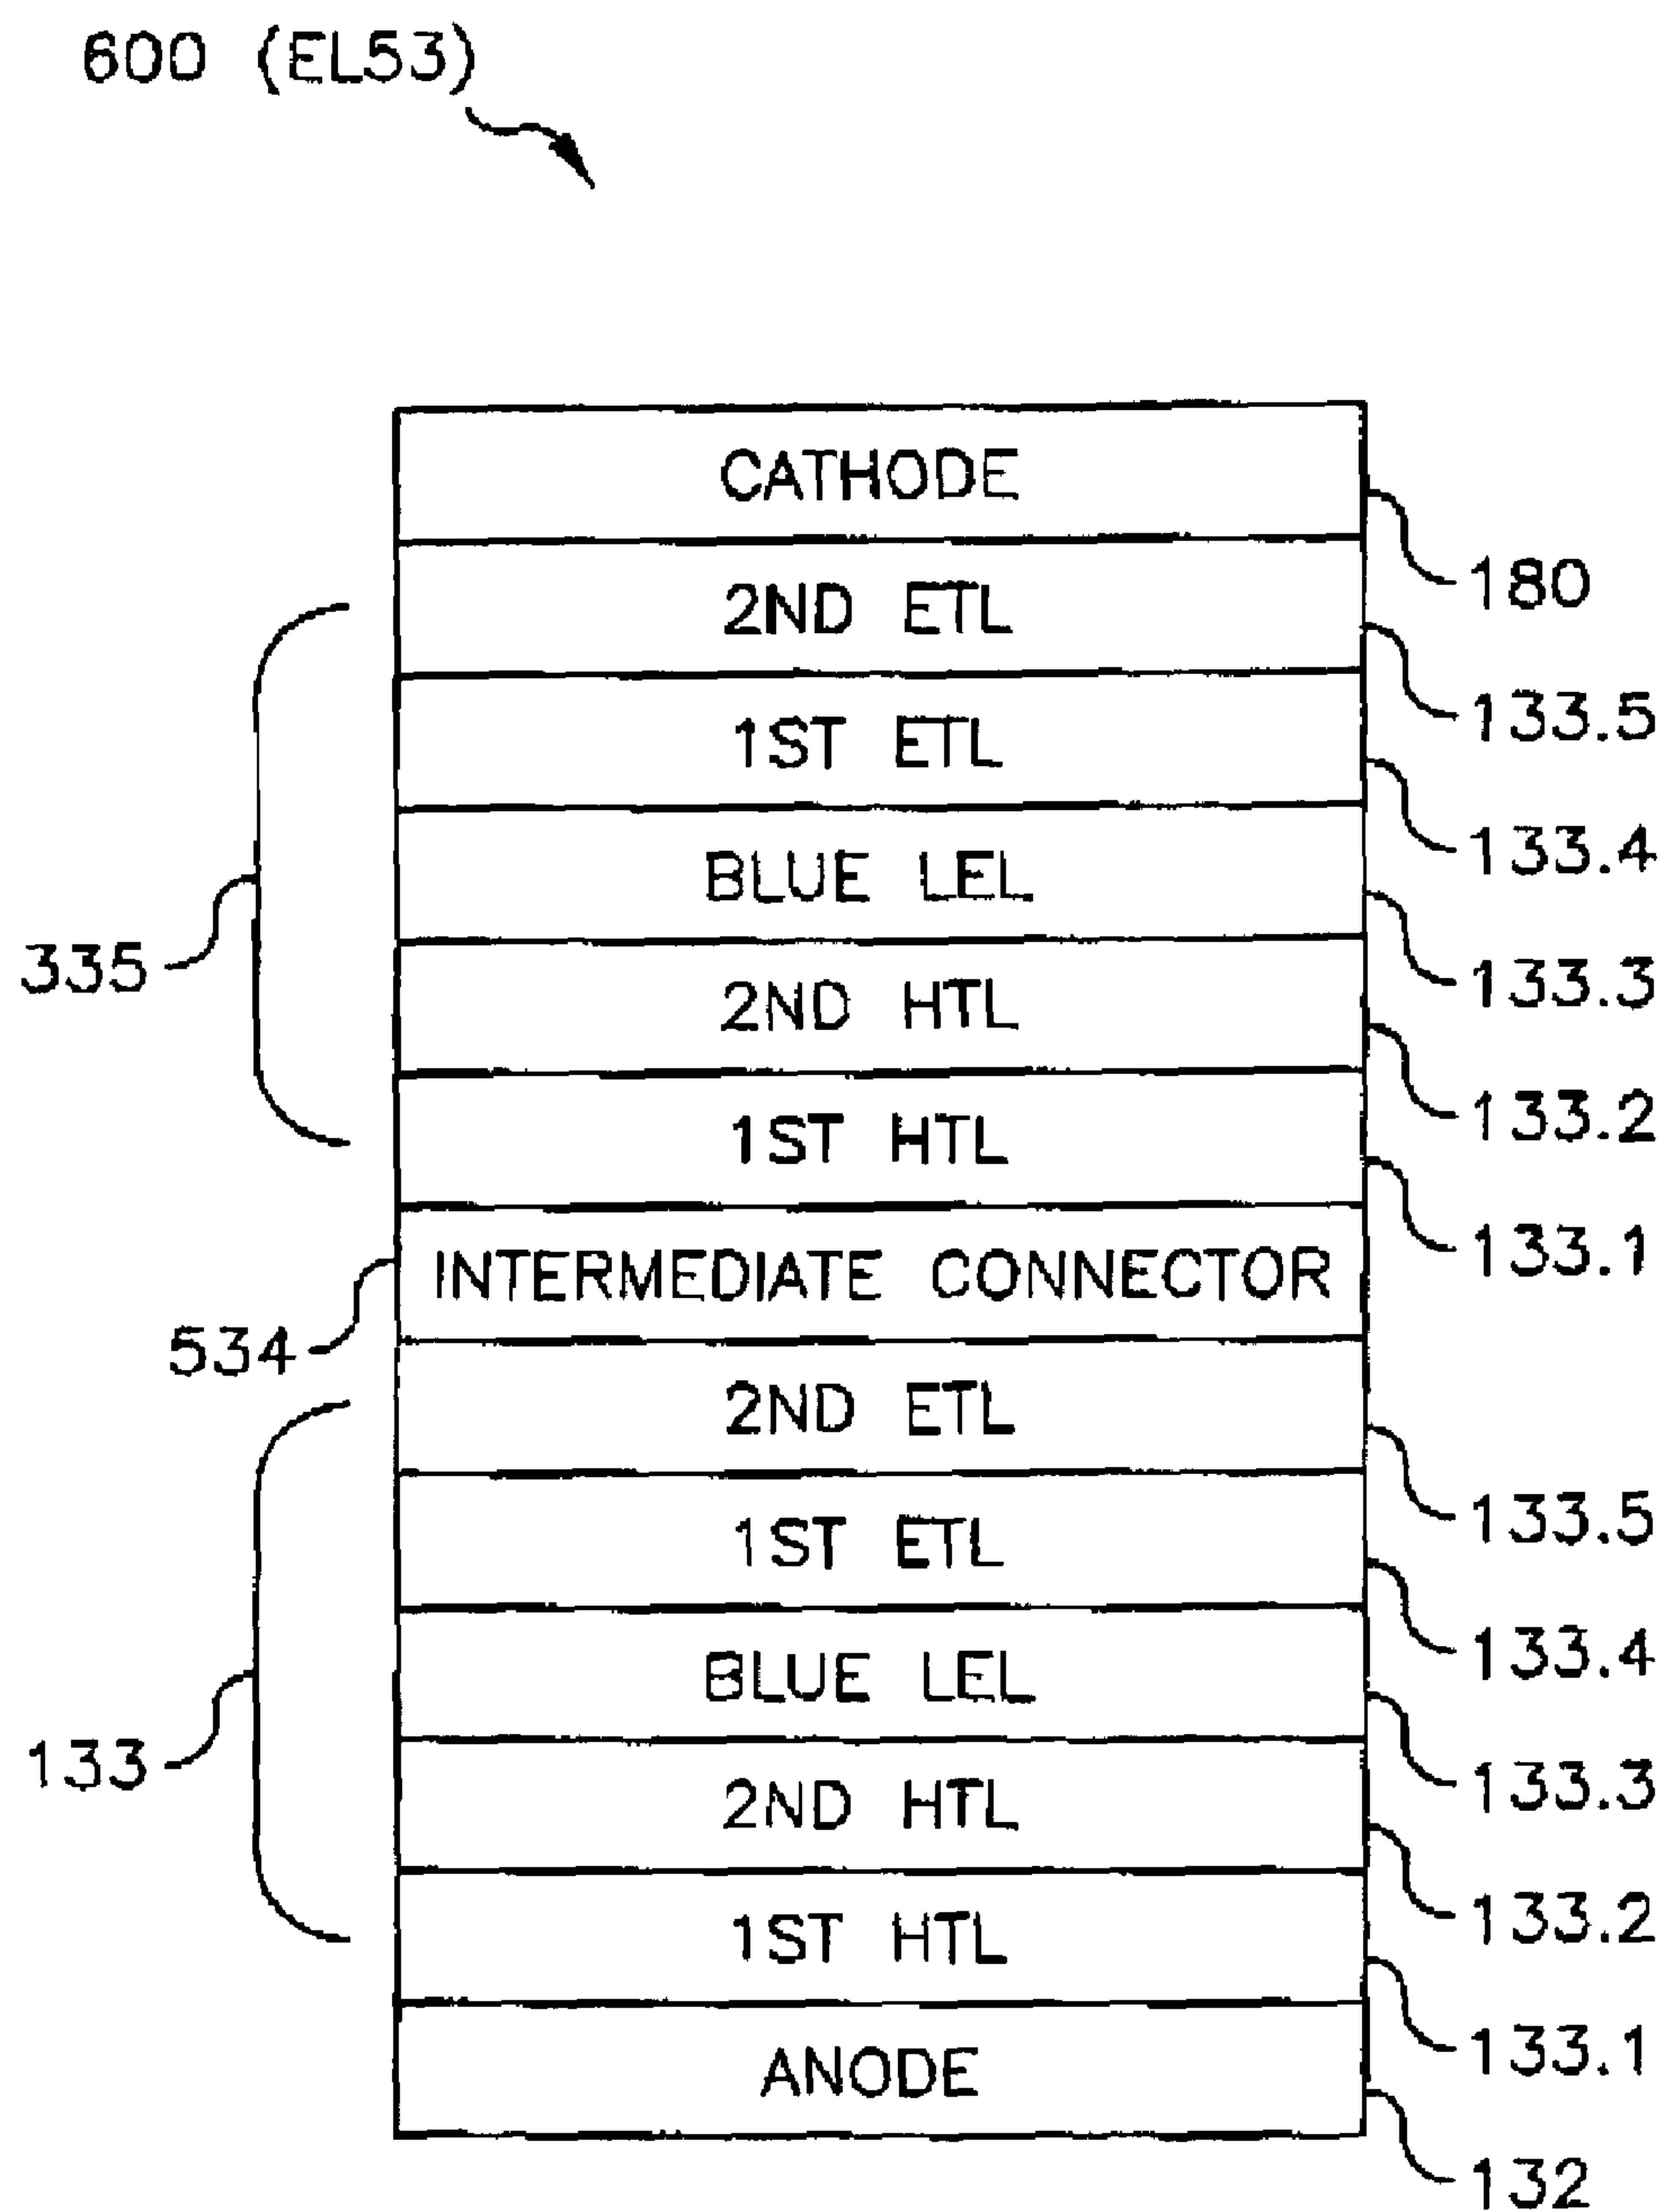 600 (EL53)
CATHODE
180
2ND ETL
133.5
1ST ETL
133.4
BLUE LEL
133.3
335
2ND HTL
133.2
1ST HTL
133.1
INTERMEDIATE CONNECTOR
534
2ND ETL
133.5
1ST ETL
133.4
BLUE LEL
133.3
133
2ND HTL
133.2
1ST HTL
133.1
ANODE
132